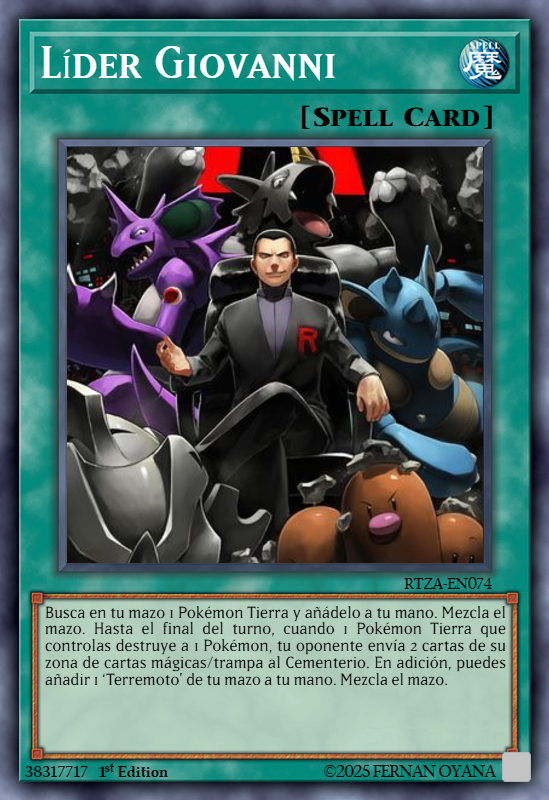 LÍDER GIOVANNI
SPELL
魔
[SPELL CARD]
R
RTZA-EN074
Busca en tu mazo 1 Pokémon Tierra y añádelo a tu mano. Mezcla el
mazo. Hasta el final del turno, cuando 1 Pokémon Tierra que
controlas destruye a 1 Pokémon, tu oponente envía 2 cartas de su
zona de cartas mágicas/trampa al Cementerio. En adición, puedes
añadir 1 ‘Terremoto’ de tu mazo a tu mano. Mezcla el mazo.
38317717 1st Edition ©2025 FERNAN OYANA